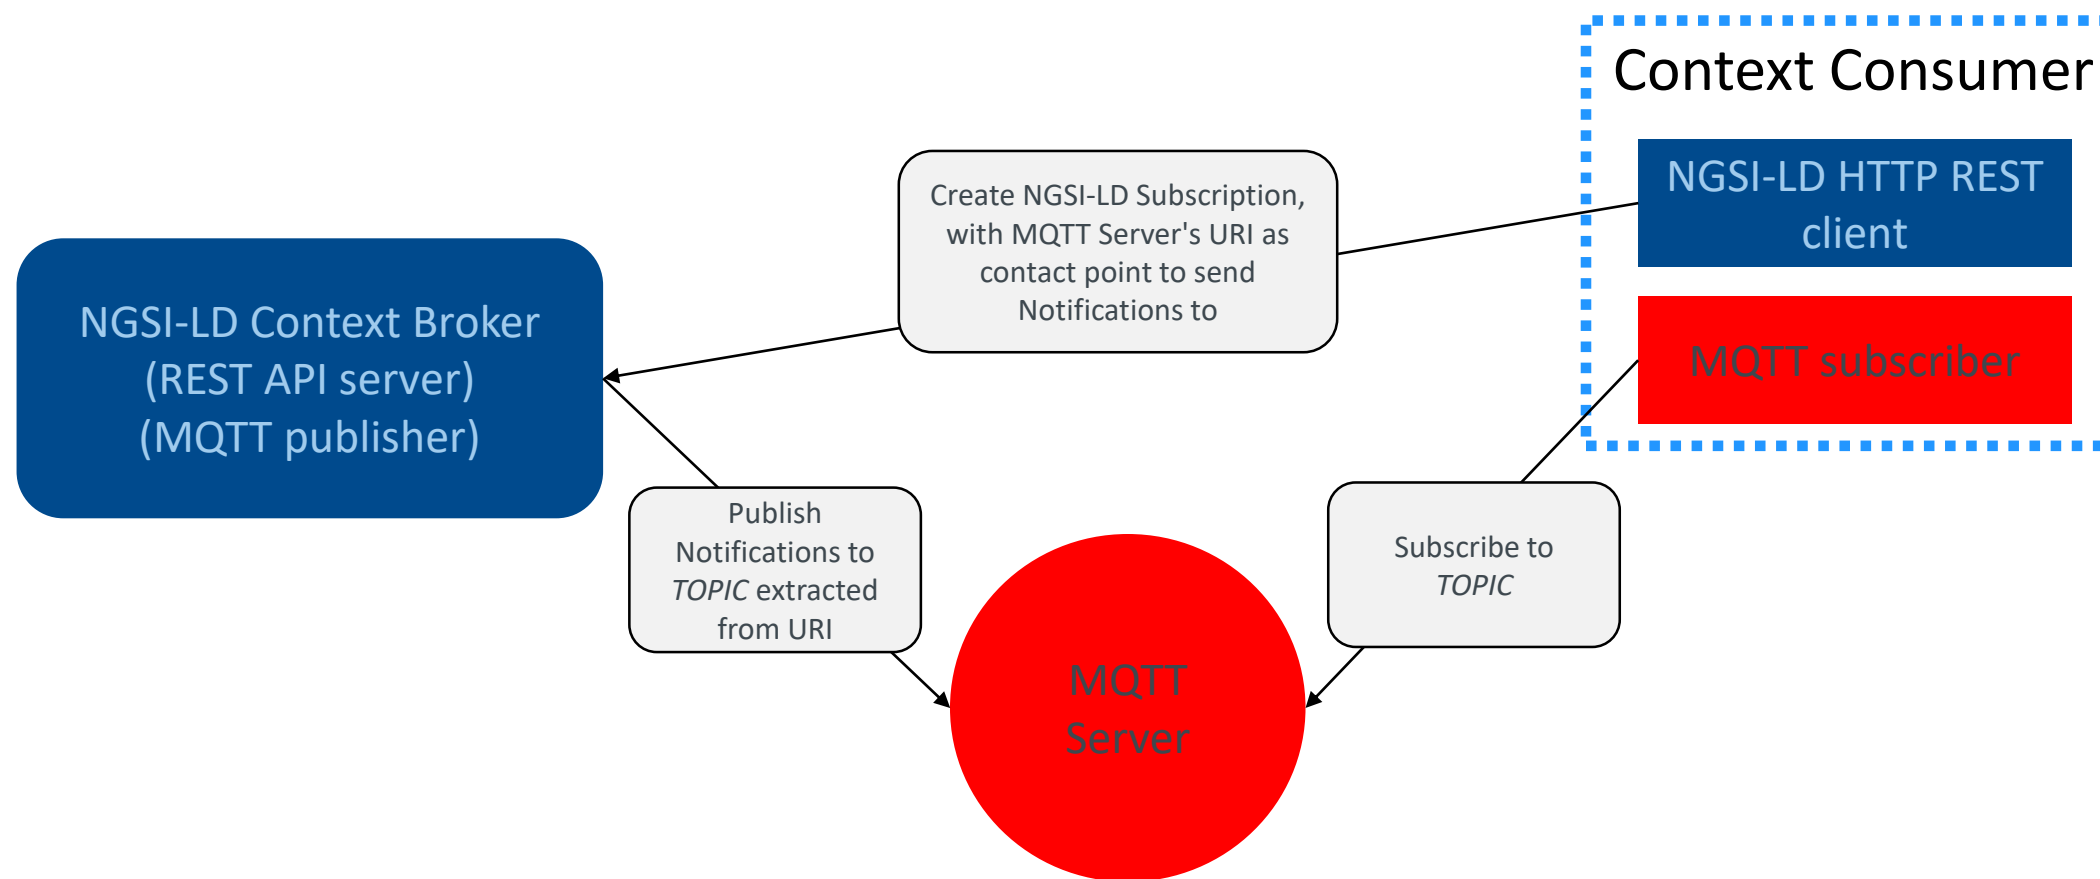 Context Consumer
NGSI-LD HTTP REST
client
MQTT subscriber
Create NGSI-LD Subscription,
with MQTT Server's URI as
contact point to send
Notifications to
NGSI-LD Context Broker
(REST API server)
(MQTT publisher)
Publish
Notifications to
TOPIC extracted
from URI
Subscribe to
TOPIC
MQTT
Server